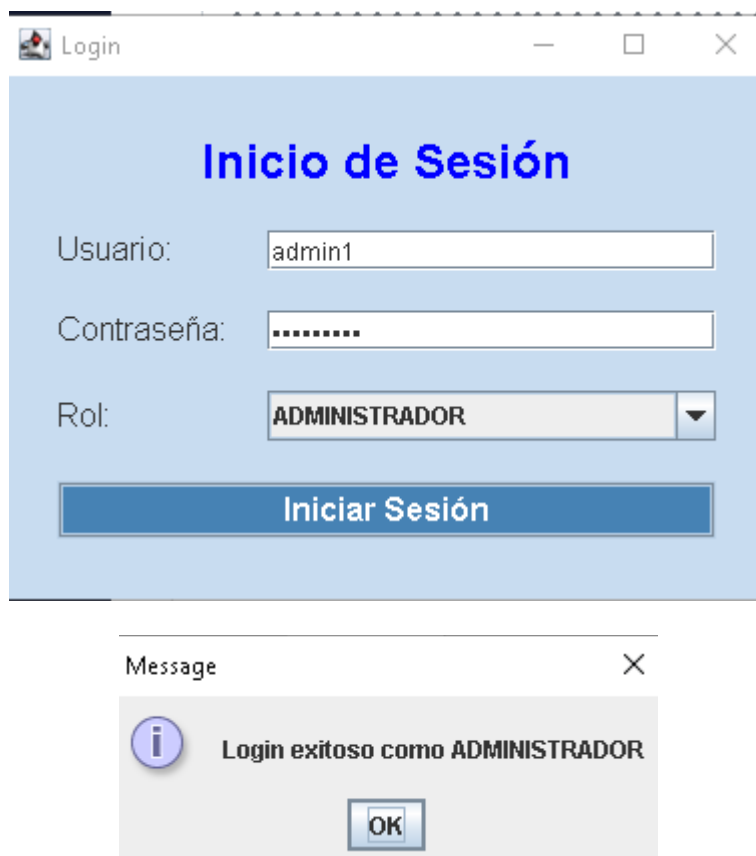 Login
Inicio de Sesión
Usuario: admin1
Contraseña: •••••••••
Rol: ADMINISTRADOR
Iniciar Sesión
Message
Login exitoso como ADMINISTRADOR
OK